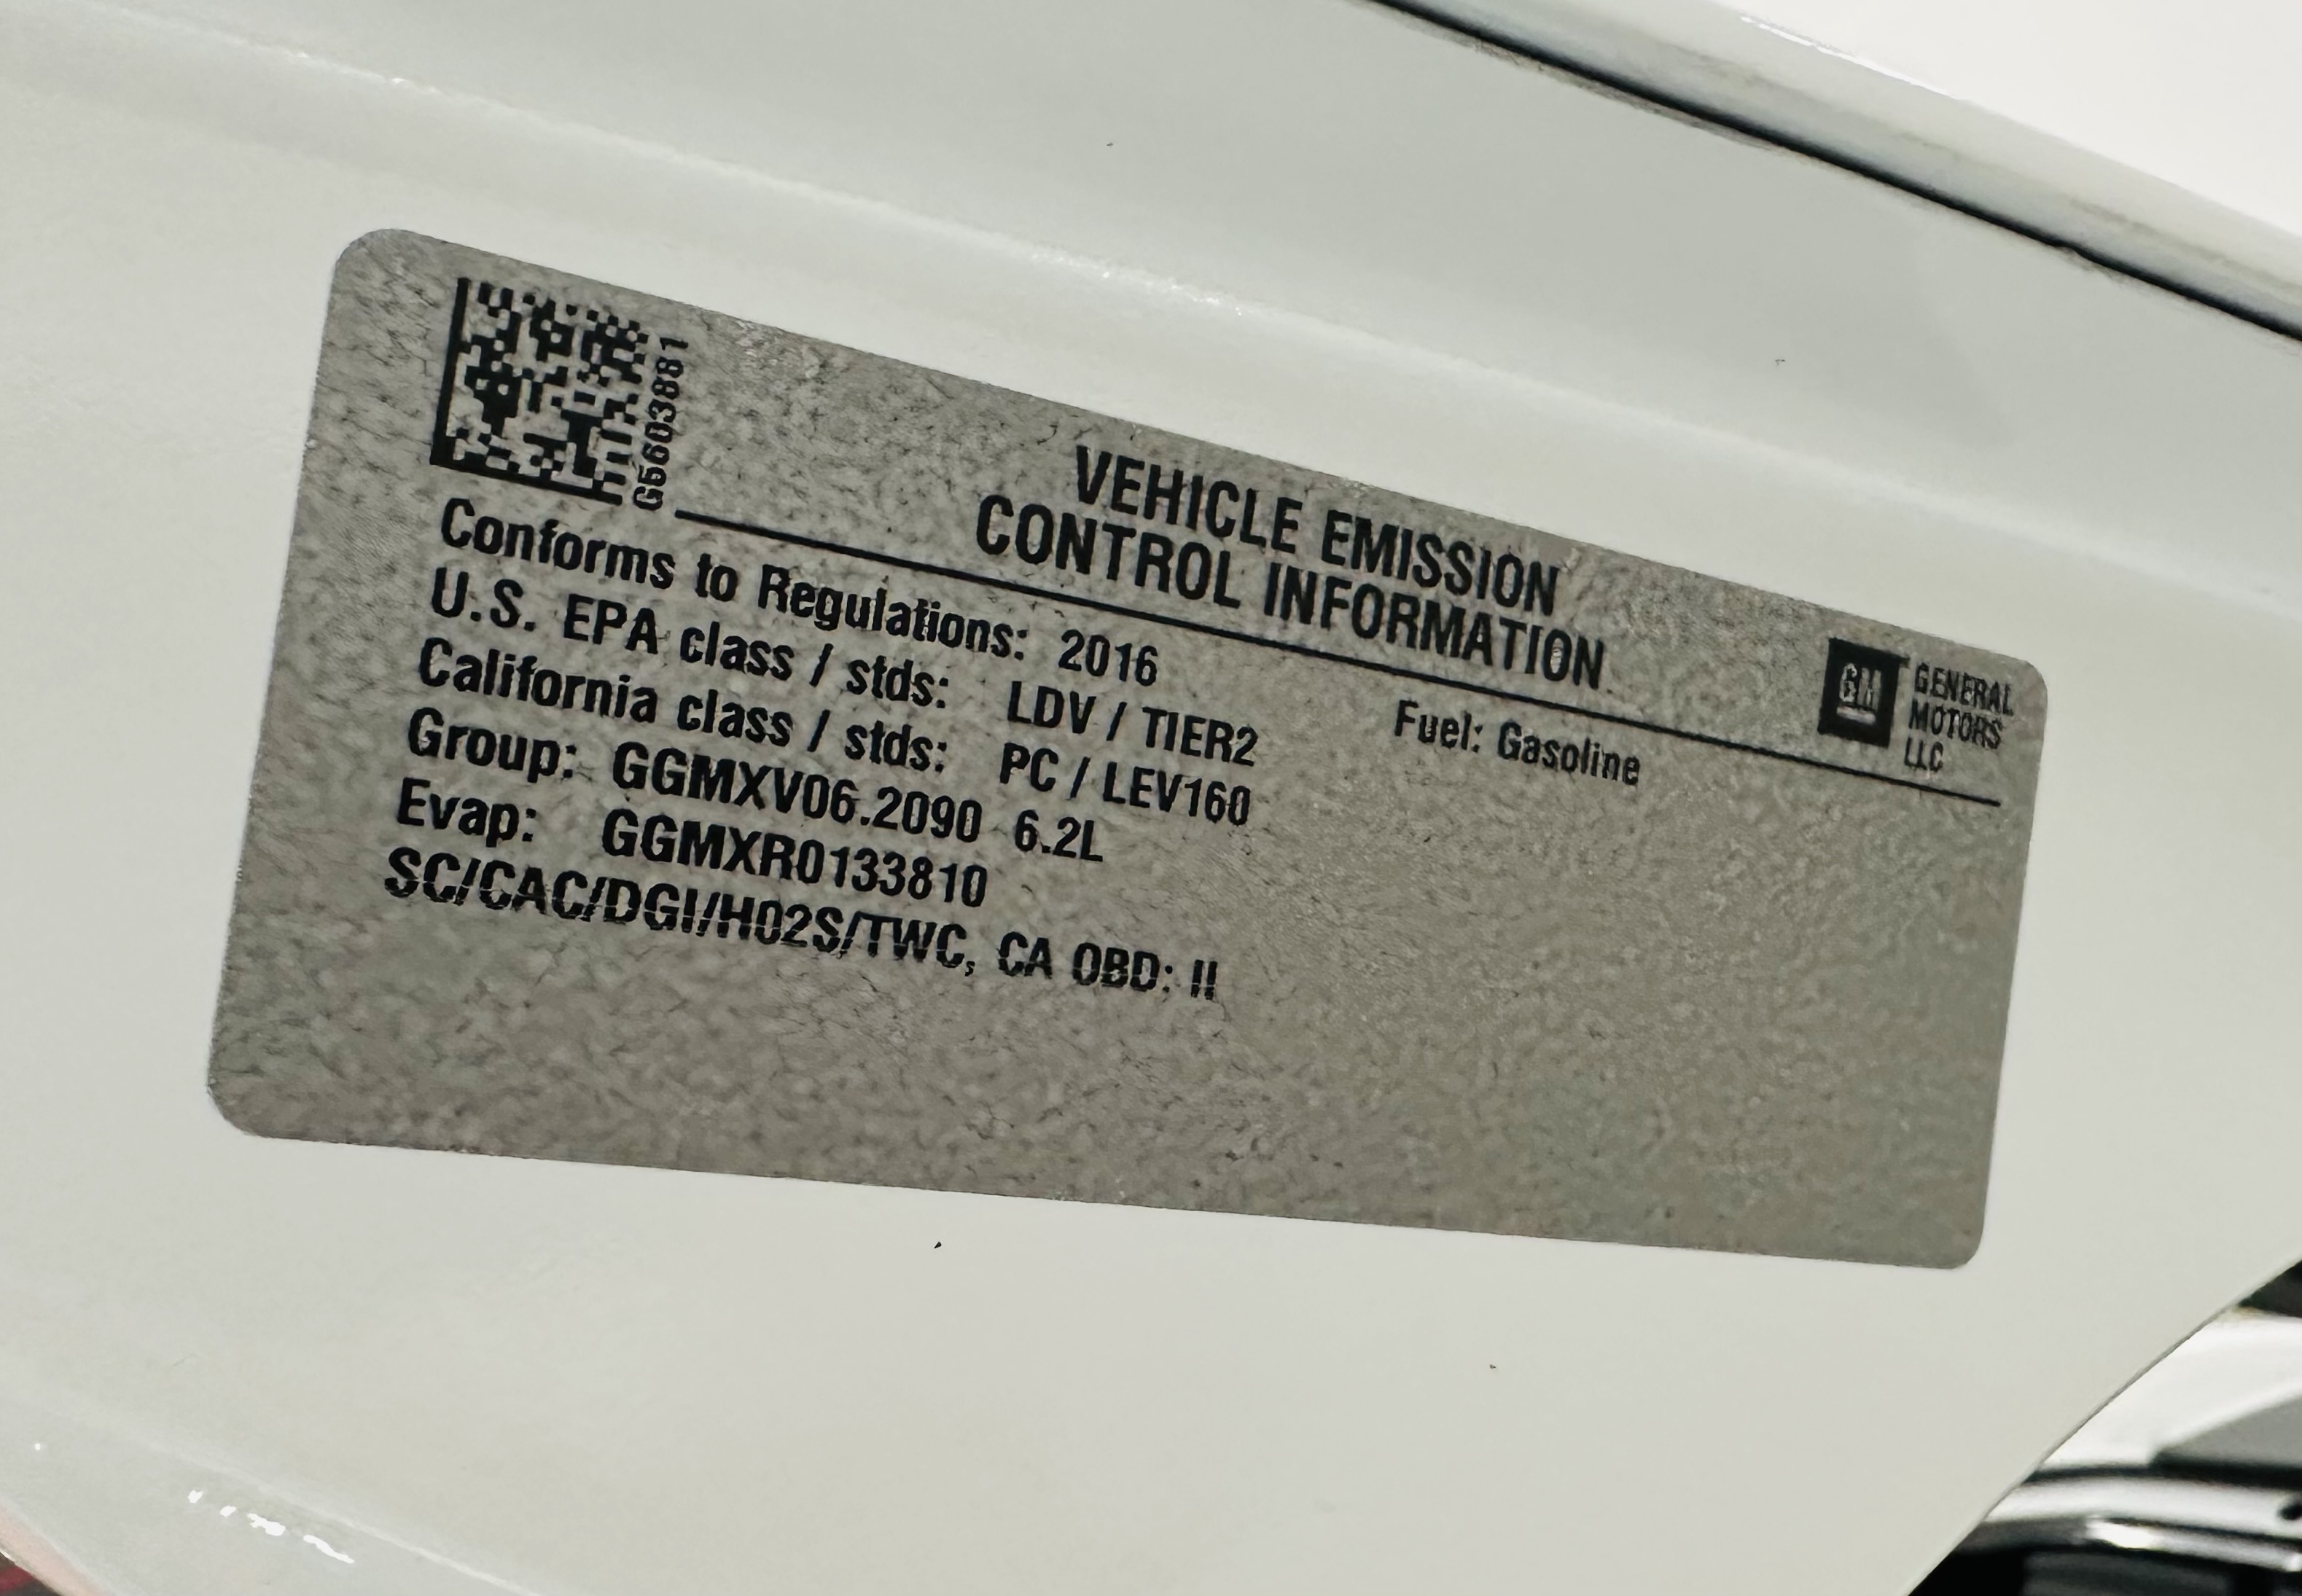 G5603881
VEHICLE EMISSION
CONTROL INFORMATION
GM
GENERAL
MOTORS
LLC
Conforms to Regulations: 2016
Fuel: Gasoline
U.S. EPA class / stds: LDV / TIER2
California class / stds: PC / LEV160
Group: GGMXV06.2090 6.2L
Evap: GGMXR0133810
SC/CAC/DGI/HO2S/TWC, CA OBD: II